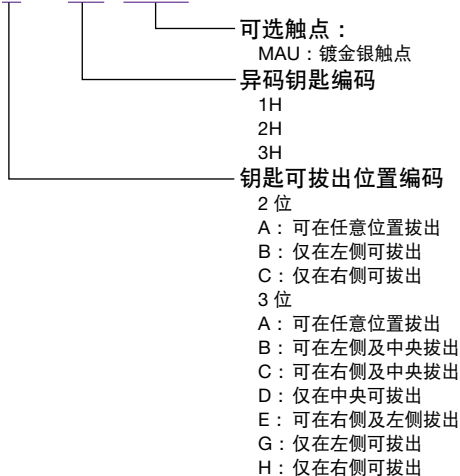 可选触点：
MAU：镀金银触点
异码钥匙编码
1H
2H
3H
钥匙可拔出位置编码
2 位
A：可在任意位置拔出
B：仅在左侧可拔出
C：仅在右侧可拔出
3 位
A：可在任意位置拔出
B：可在左侧及中央拔出
C：可在右侧及中央拔出
D：仅在中央可拔出
E：可在右侧及左侧拔出
G：仅在左侧可拔出
H：仅在右侧可拔出